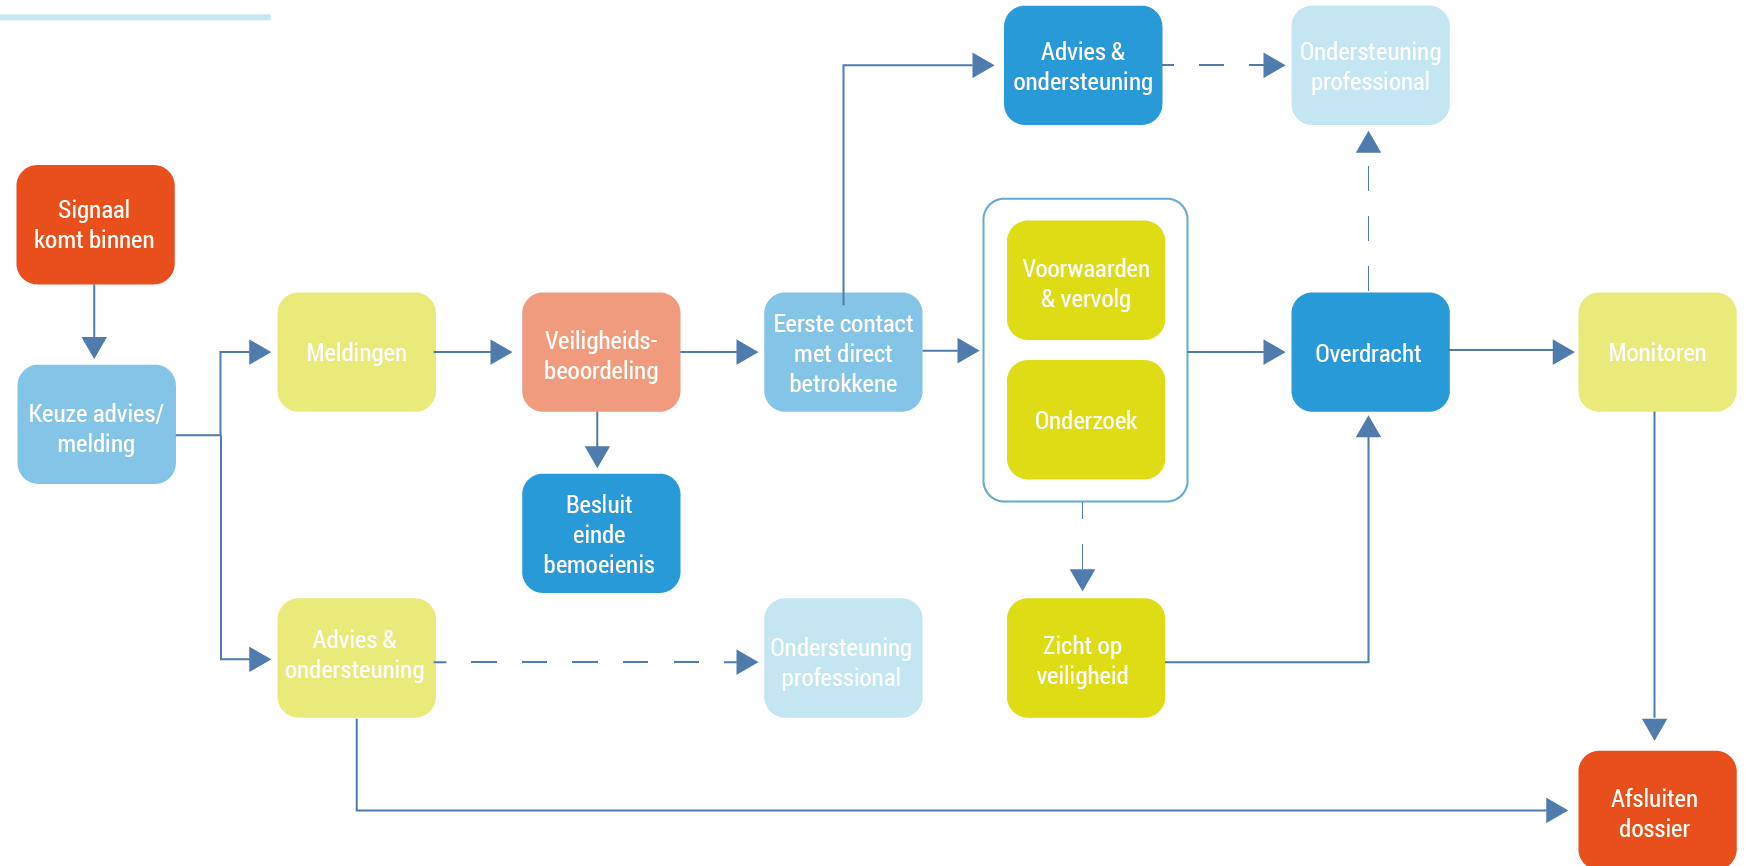 Advies &
ondersteuning
Ondersteuning
professional
Signaal
komt binnen
Keuze advies/
melding
Meldingen
Veiligheids-
beoordeling
Eerste contact
met direct
betrokkene
Voorwaarden
& vervolg
Onderzoek
Overdracht
Monitoren
Besluit
einde
bemoeienis
Advies &
ondersteuning
Ondersteuning
professional
Zicht op
veiligheid
Afsluiten
dossier